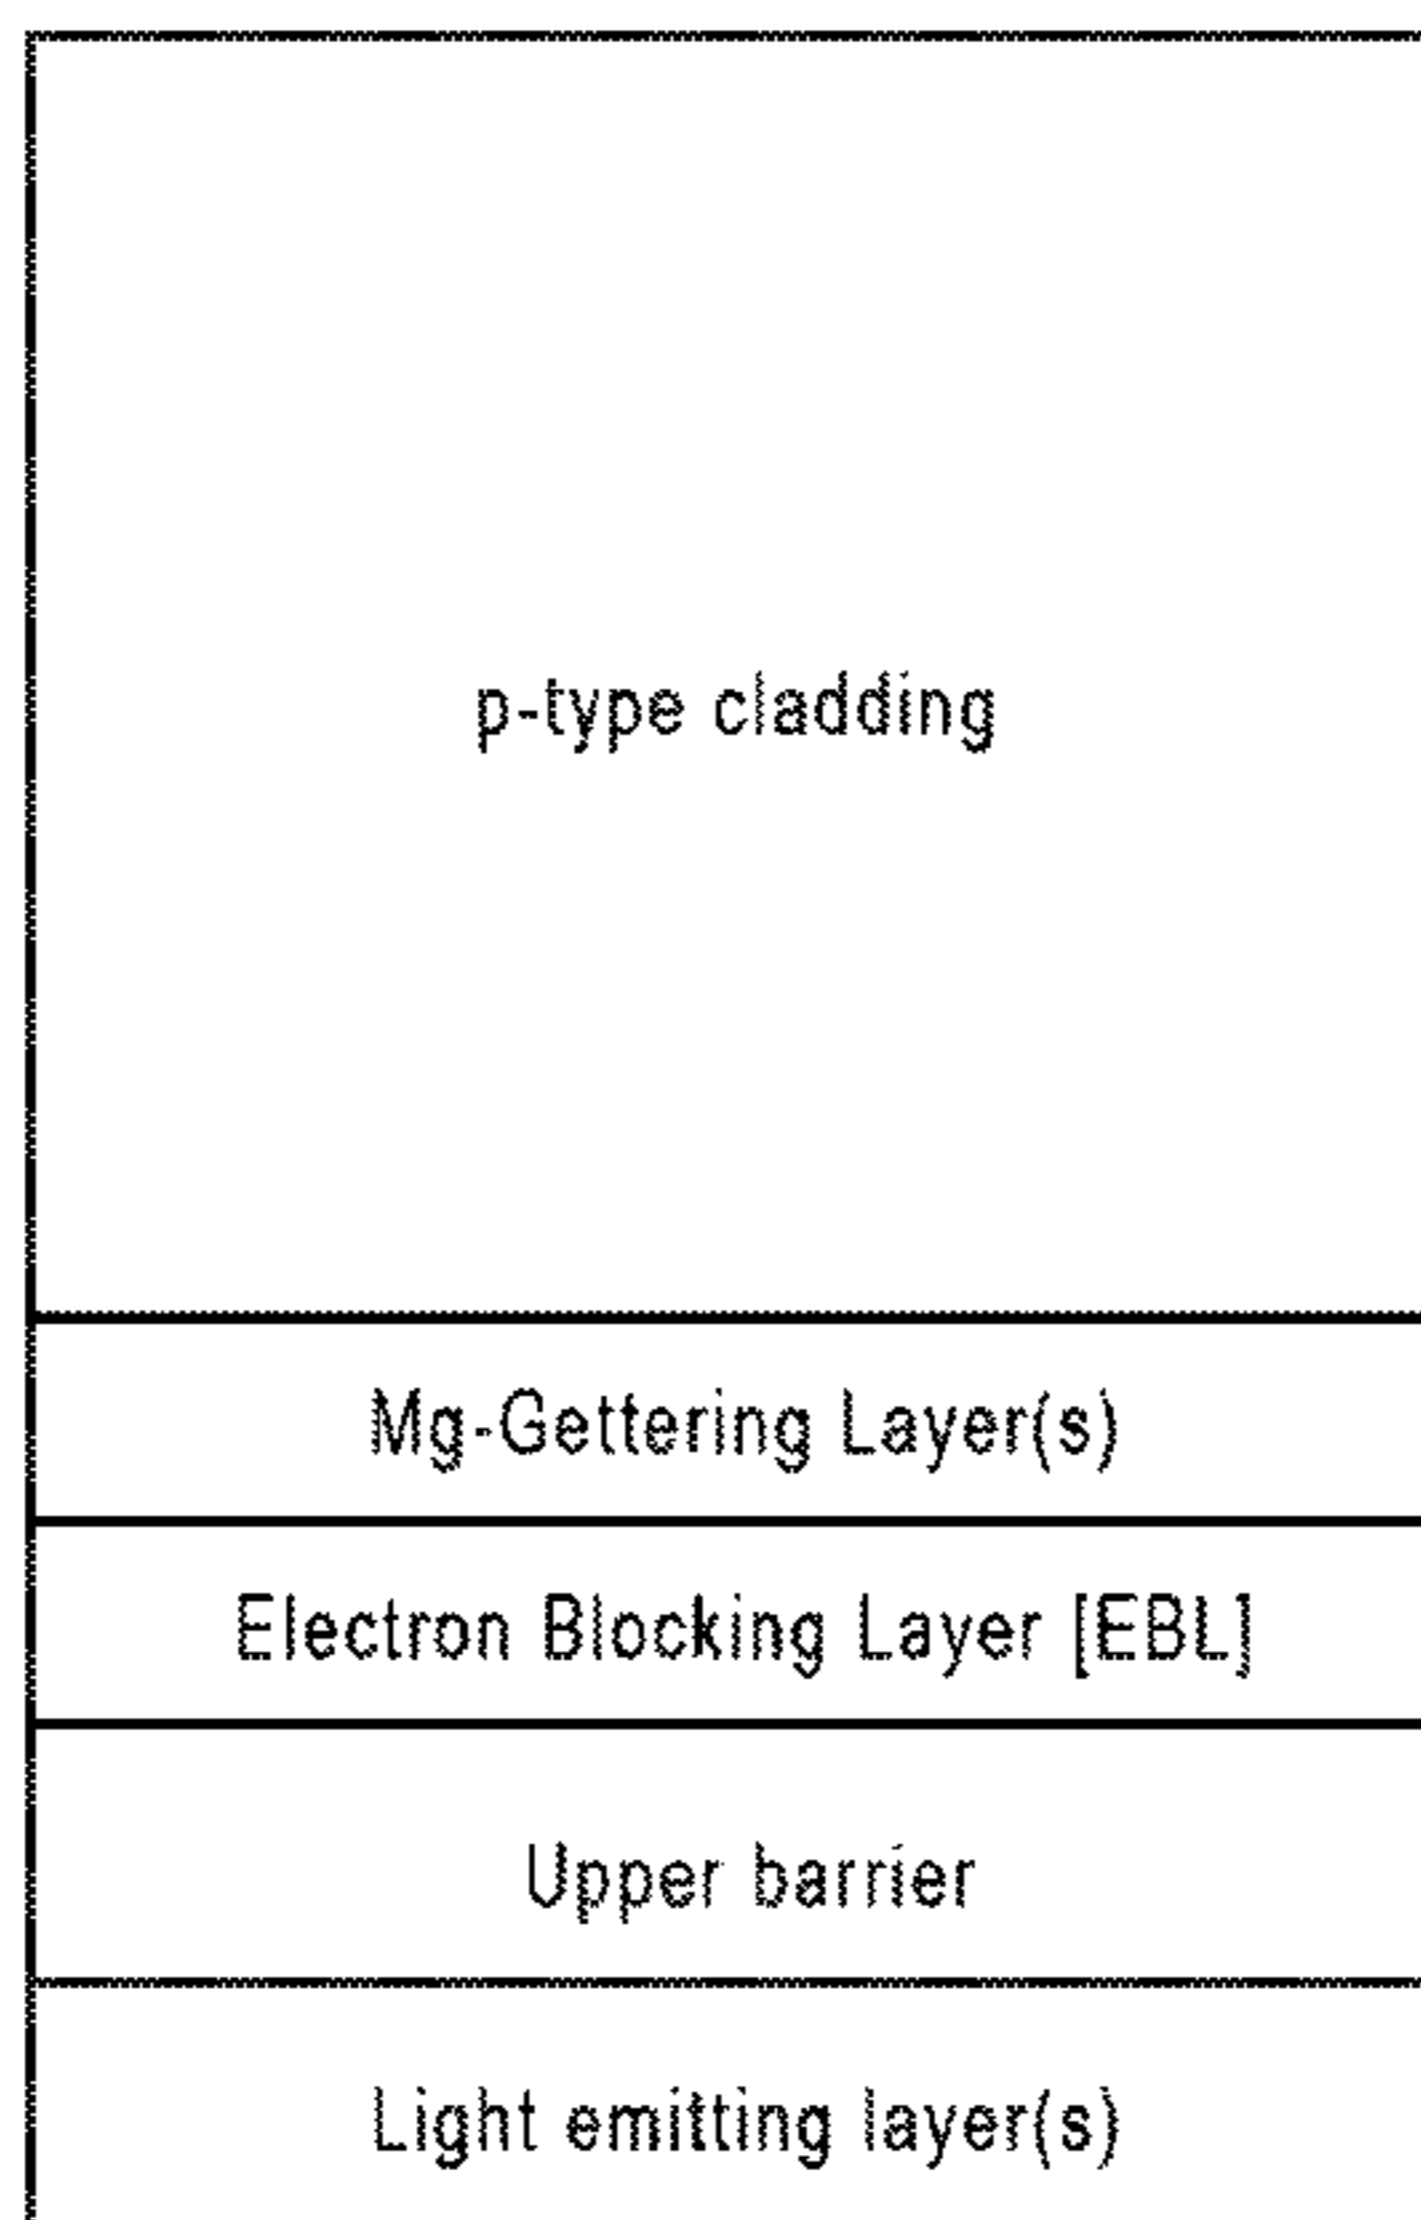 p-type cladding
Mg-Gettering Layer(s)
Electron Blocking Layer [EBL]
Upper barrier
Light emitting layer(s)